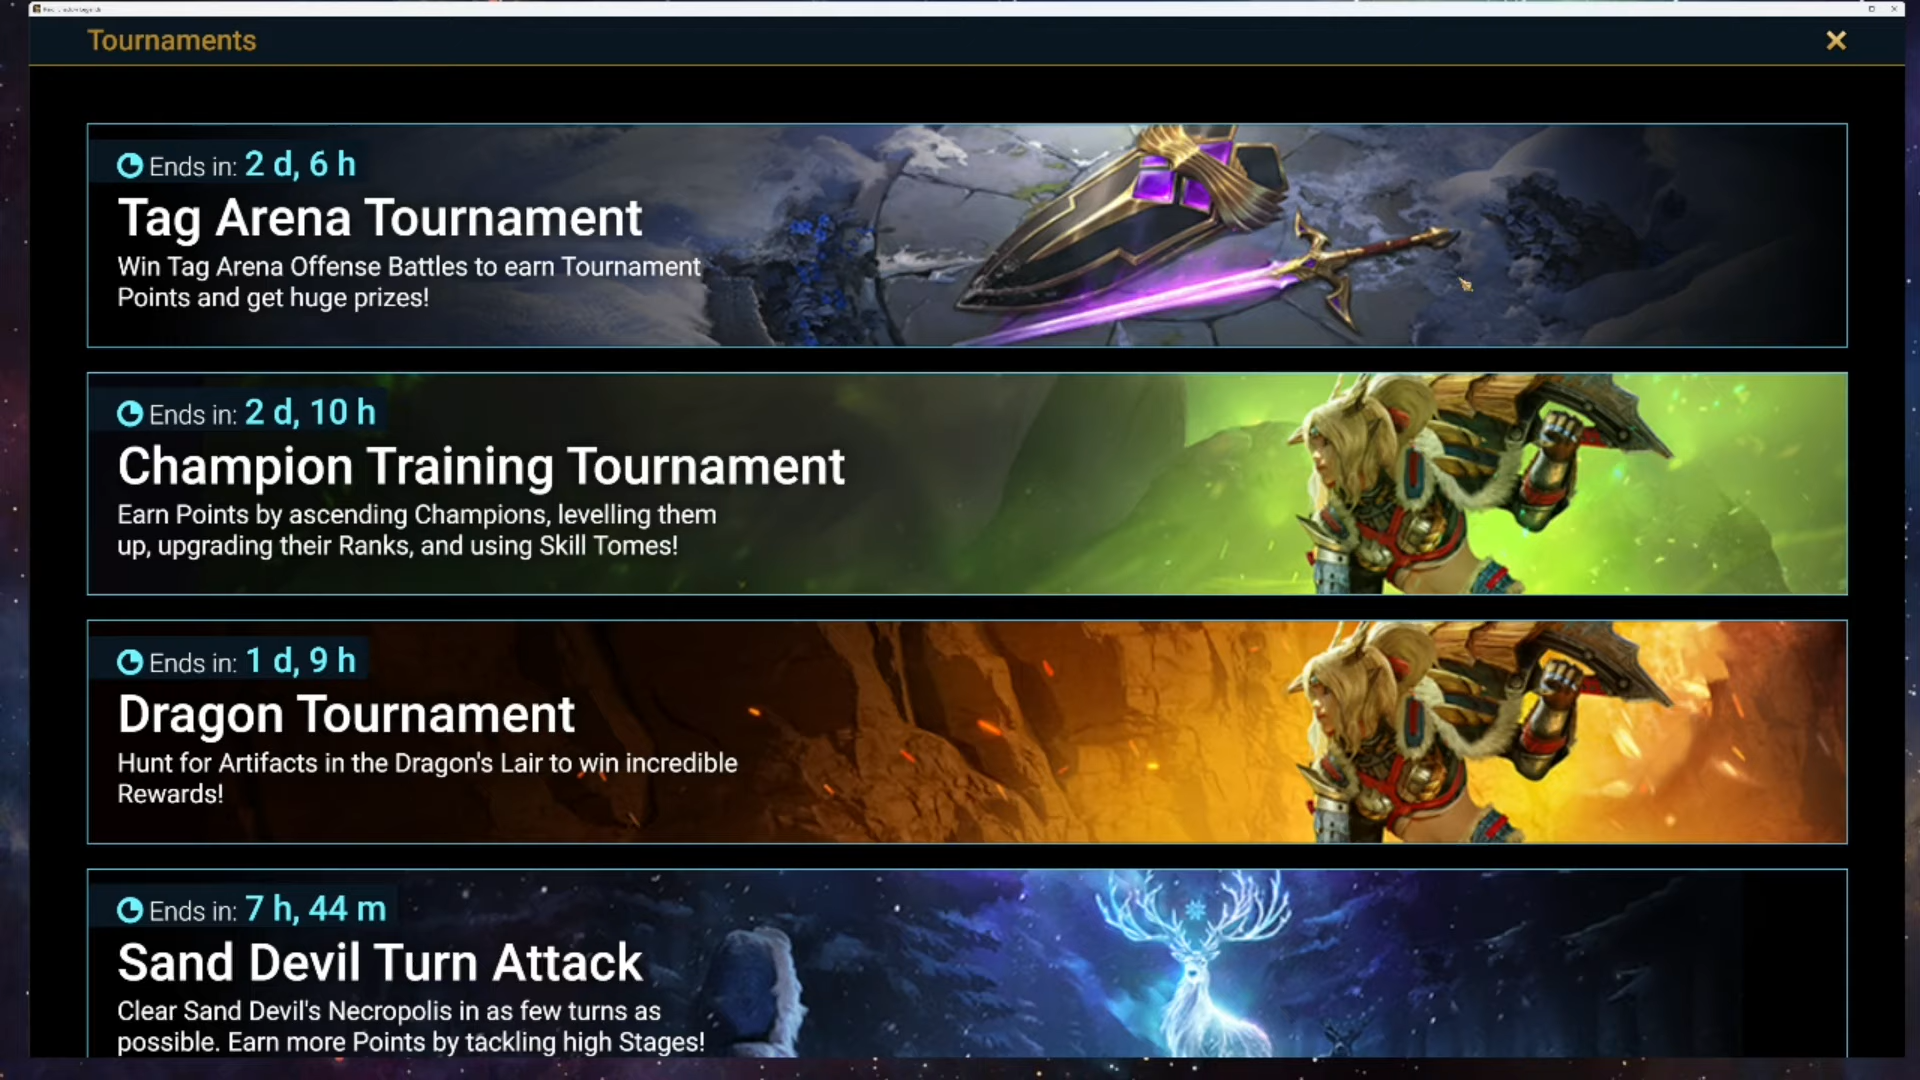 Tournaments
Ends in: 2 d, 6 h
Tag Arena Tournament
Win Tag Arena Offense Battles to earn Tournament
Points and get huge prizes!
Ends in: 2 d, 10 h
Champion Training Tournament
Earn Points by ascending Champions, levelling them
up, upgrading their Ranks, and using Skill Tomes!
Ends in: 1 d, 9 h
Dragon Tournament
Hunt for Artifacts in the Dragon's Lair to win incredible
Rewards!
Ends in: 7 h, 44 m
Sand Devil Turn Attack
Clear Sand Devil's Necropolis in as few turns as
possible. Earn more Points by tackling high Stages!